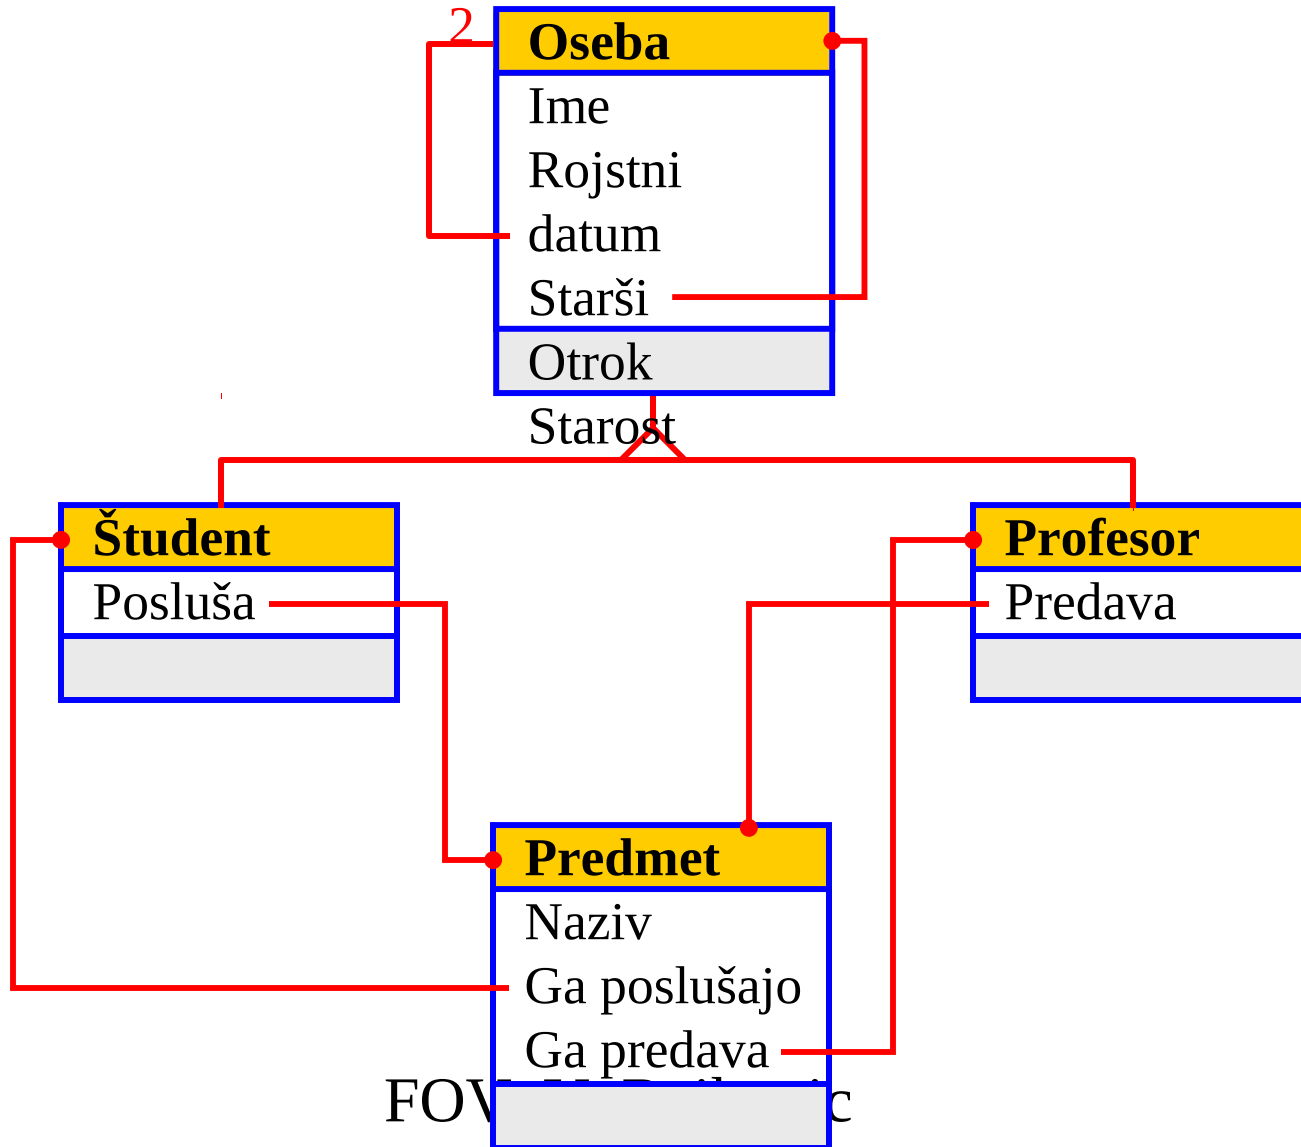 2
Oseba
Ime
Rojstni
datum
Starši
Otrok
Starost
Študent
Posluša
Profesor
Predava
Predmet
Naziv
Ga poslušajo
Ga predava